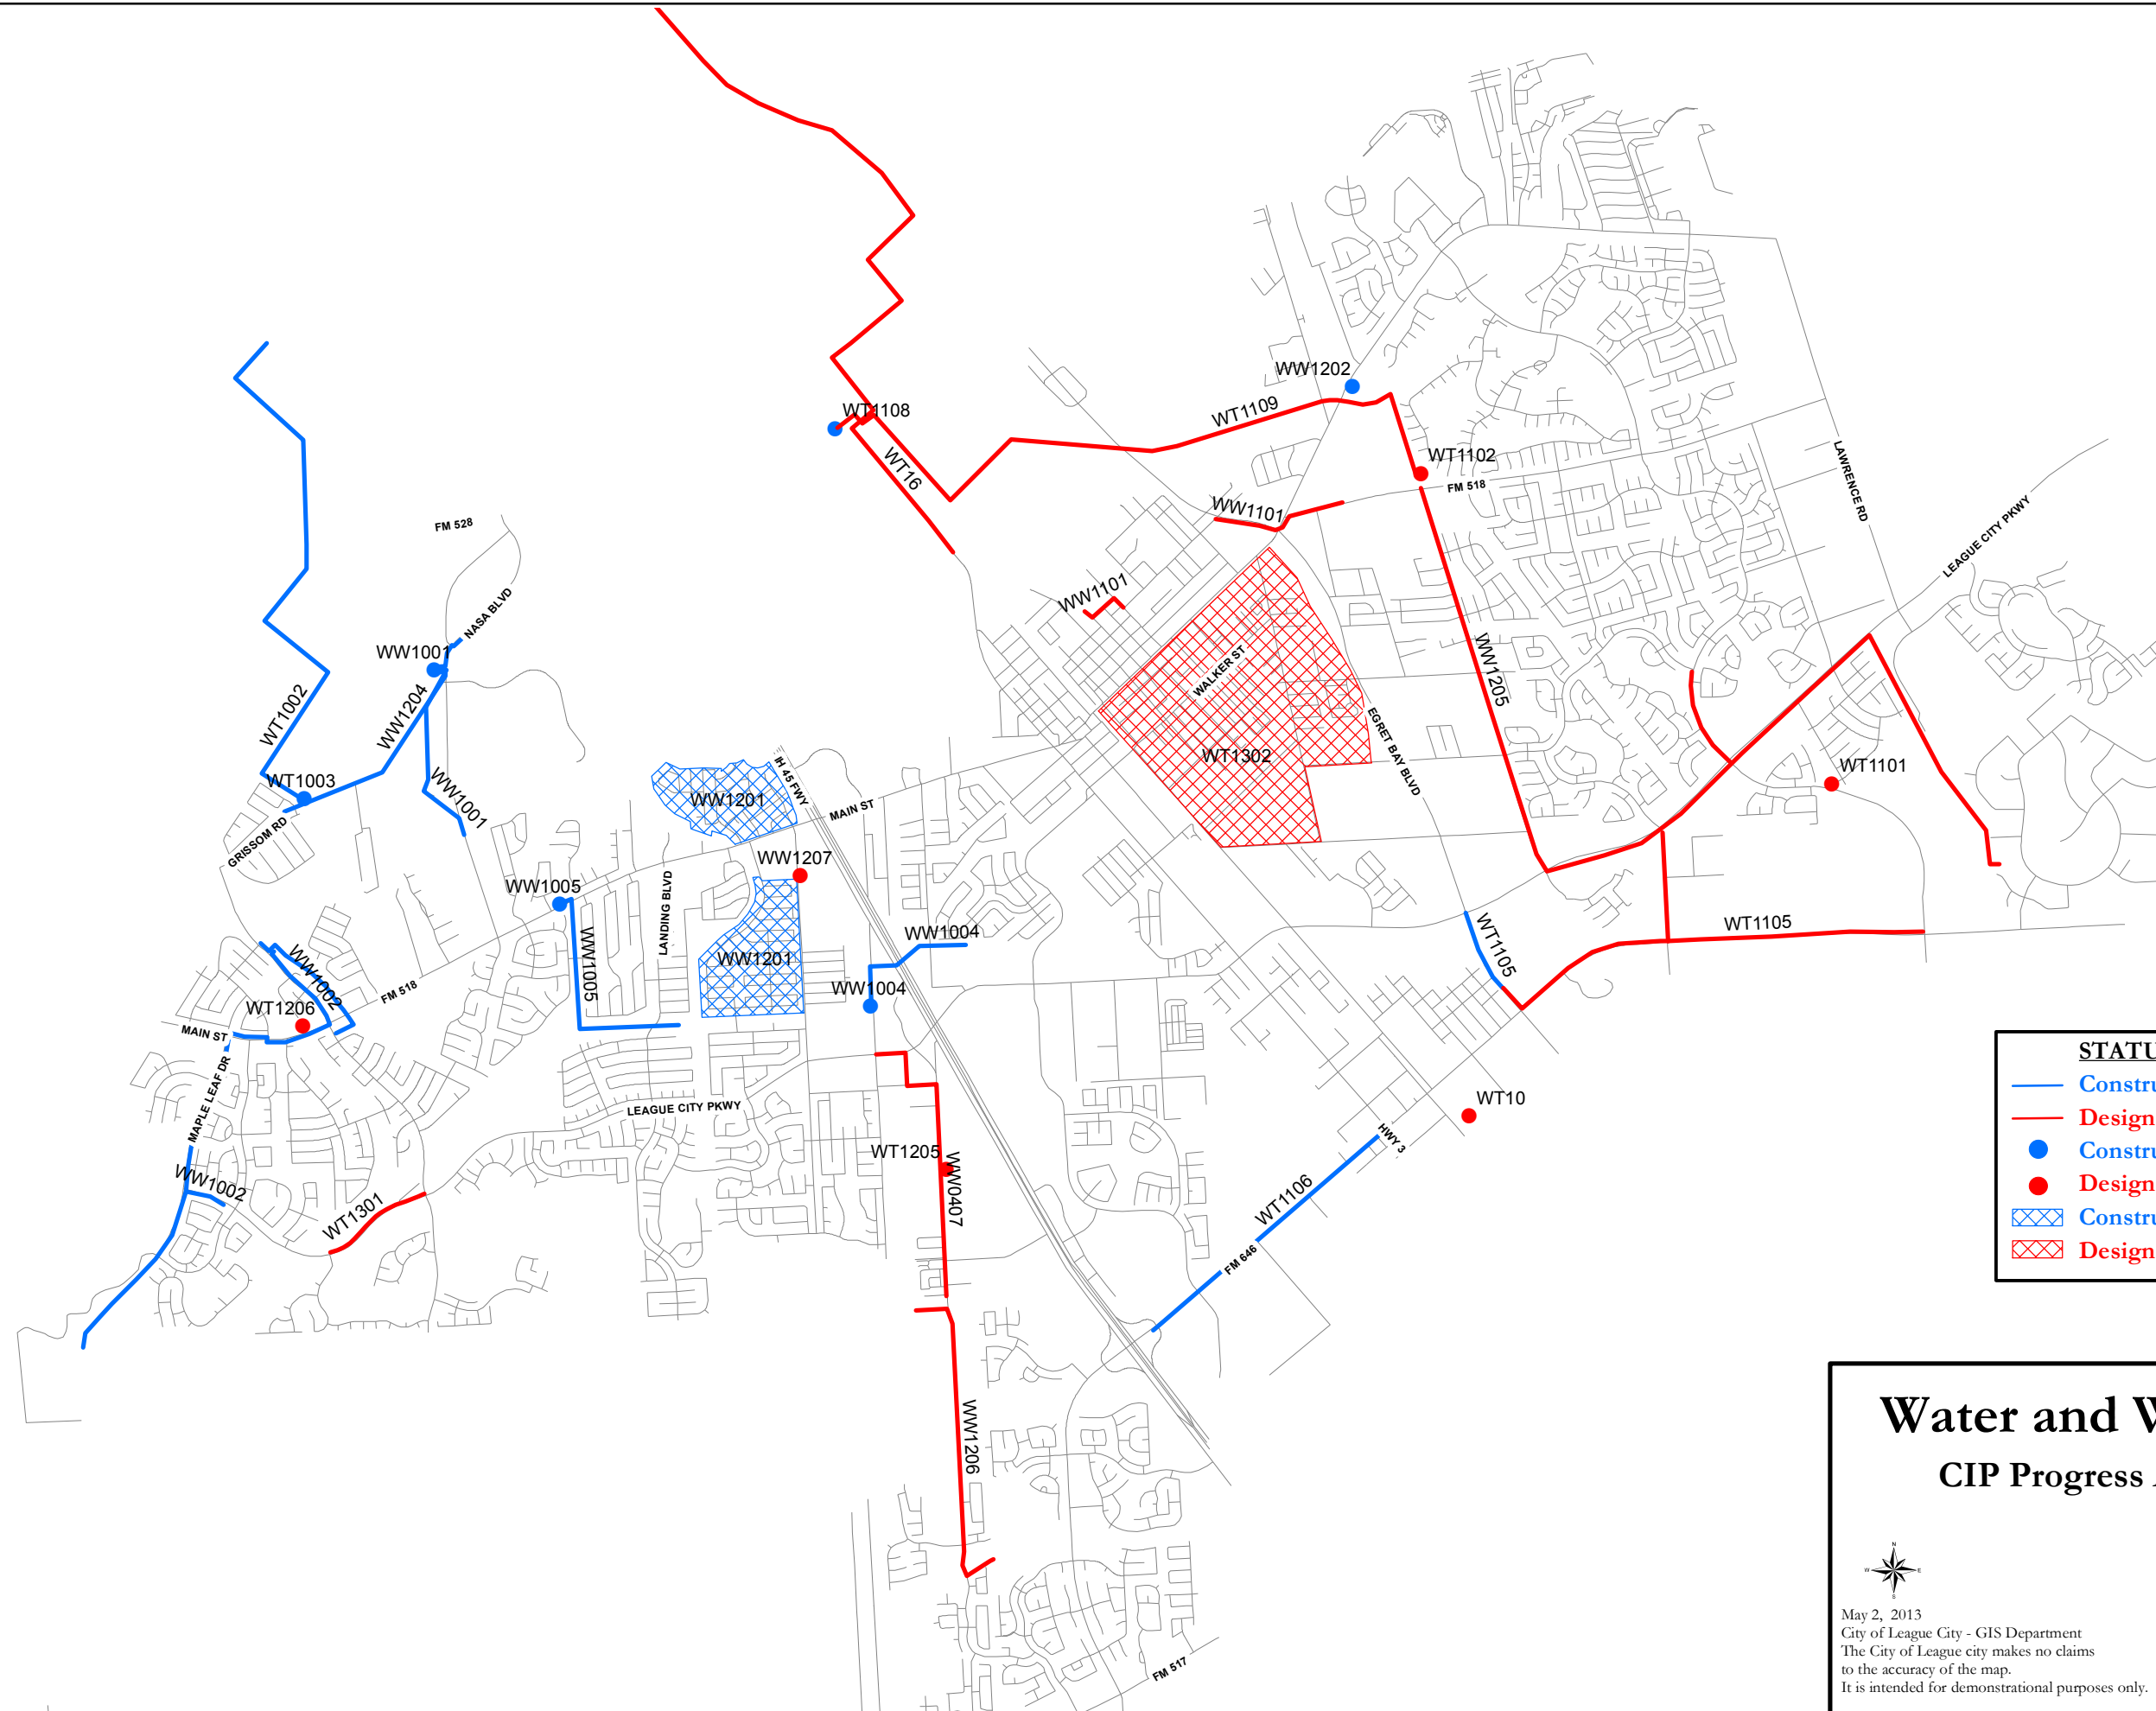 WW1202
WT1108
WT1109
WT16
WT1102
FM 518
LAWRENCE RD
WW1101
LEAGUE CITY PKWY
FM 528
NASA BLVD
WW1101
WW1001
WALKER ST
WW1205
WT1002
WW1204
EGRET BAY BLVD
WT1302
WT1101
WT1003
IH 45 FWY
WW1201
WW1001
MAIN ST
GRISSOM RD
WW1207
WW1005
LANDING BLVD
WT1105
WW1004
WT1105
WW1005
WW1201
WW1002
FM 518
WW1004
WT1206
MAIN ST
MAPLE LEAF DR
LEAGUE CITY PKWY
WT10
HWY 3
WT1205
WW0407
WW1002
WT1301
WT1106
FM 646
WW1206
FM 517
STATU
Constru
Design
Constru
Design
Constru
Design
Water and W
CIP Progress
N
W E
S
May 2, 2013
City of League City - GIS Department
The City of League city makes no claims
to the accuracy of the map.
It is intended for demonstrational purposes only.